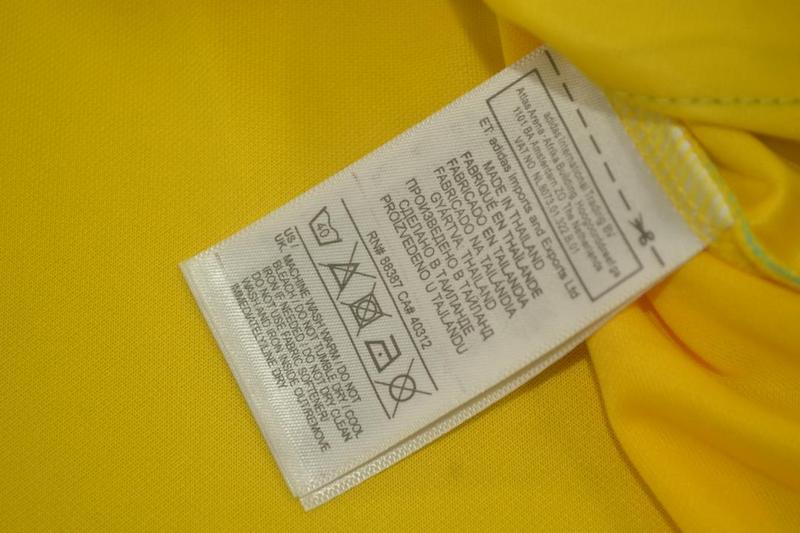 adidas International Trading BV
Atlas Arena - Afrika Building, Hoogoorddreef 9a
1101 BA Amsterdam ZO - The Netherlands
VAT NO: NL.8073.01.022.B.01
ET: adidas Imports and Exports Ltd
MADE IN THAILAND
FABRIQUÉ EN THAÏLANDE
FABRICADO EN TAILANDIA
FABRICADO NA TAILÂNDIA
GYÁRTVA THAILAND
ПРОИЗВЕДЕНО В ТАЙЛАНД
СДЕЛАНО В ТАИЛАНДЕ
PROIZVEDENO U TAJLANDU
RN# 88387 CA# 40312
40
US /
UK. MACHINE WASH WARM / DO NOT
BLEACH / DO NOT TUMBLE DRY / COOL
IRON IF NEEDED / DO NOT DRY CLEAN
DO NOT USE FABRIC SOFTENER/
WASH AND IRON INSIDE OUT/REMOVE
IMMEDIATELY/LINE DRY